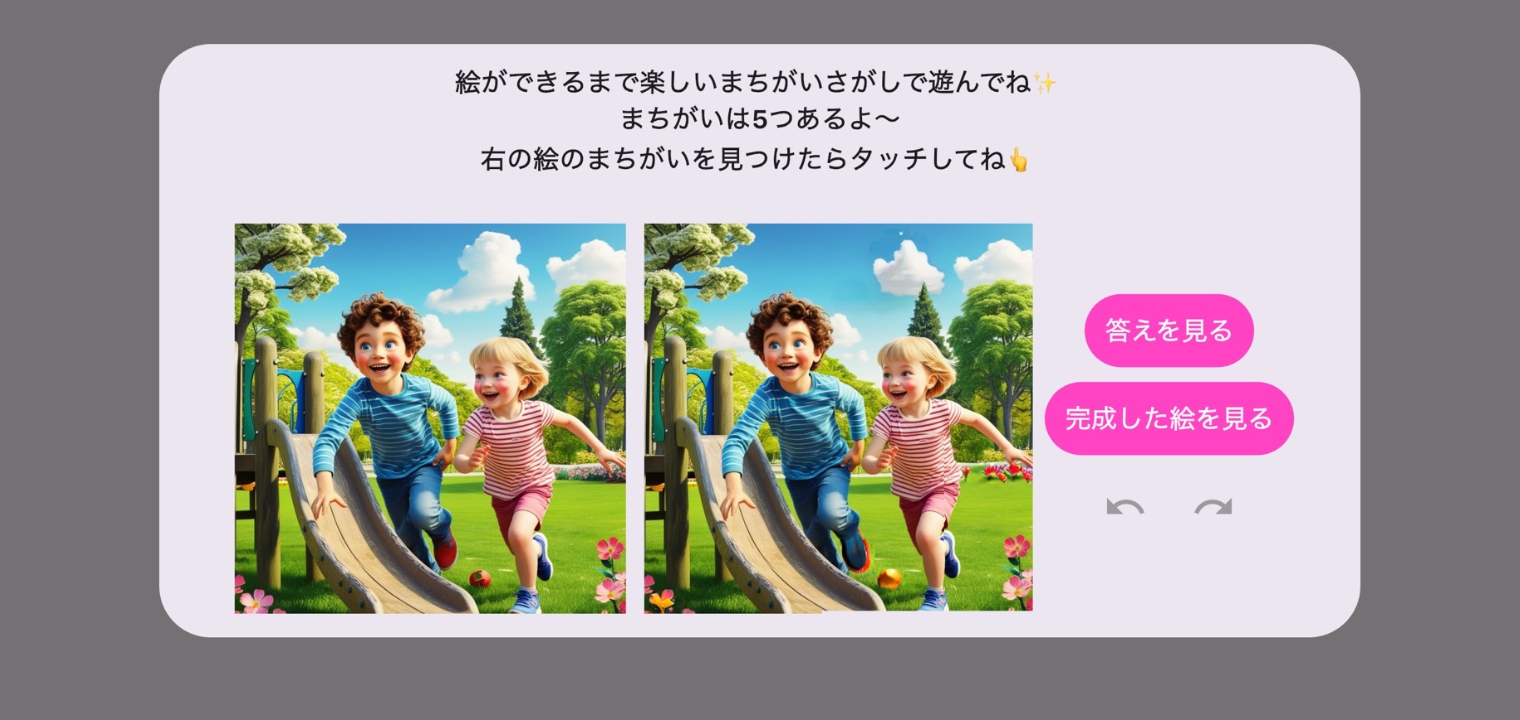 絵ができるまで楽しいまちがいさがしで遊んでね✨
まちがいは5つあるよ〜
右の絵のまちがいを見つけたらタッチしてね👆
答えを見る
完成した絵を見る